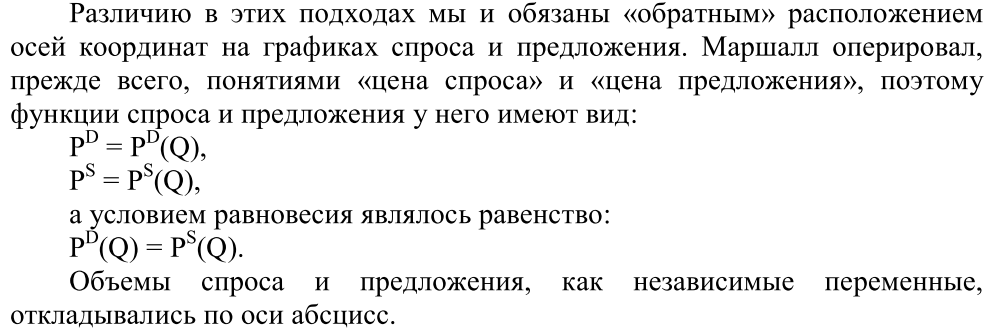 Различию в этих подходах мы и обязаны «обратным» расположением
осей координат на графиках спроса и предложения. Маршалл оперировал,
прежде всего, понятиями «цена спроса» и «цена предложения», поэтому
функции спроса и предложения у него имеют вид:
P^D = P^D(Q),
P^S = P^S(Q),
а условием равновесия являлось равенство:
P^D(Q) = P^S(Q).
Объемы спроса и предложения, как независимые переменные,
откладывались по оси абсцисс.